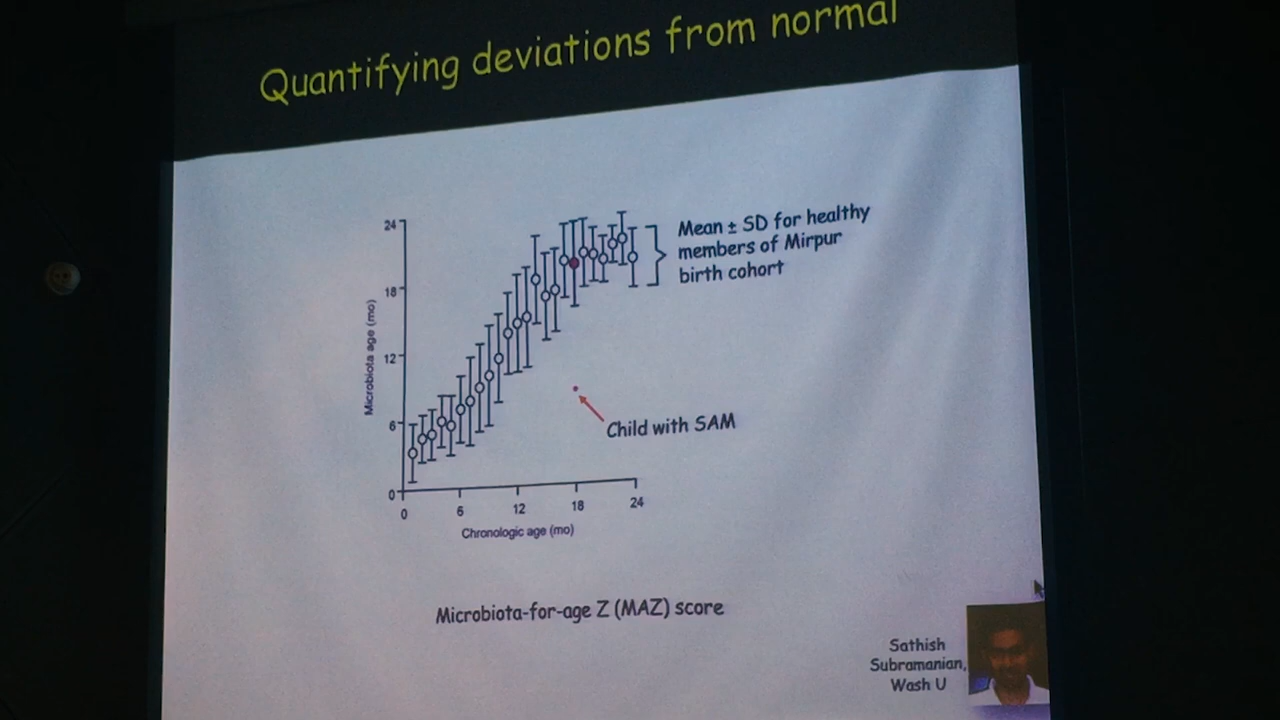 Quantifying deviations from normal
24
18
12
6
0
Microbiota age (mo)
0
6
12
18
24
Chronologic age (mo)
Mean ± SD for healthy
members of Mirpur
birth cohort
Child with SAM
Microbiota-for-age Z (MAZ) score
Sathish
Subramanian,
Wash U